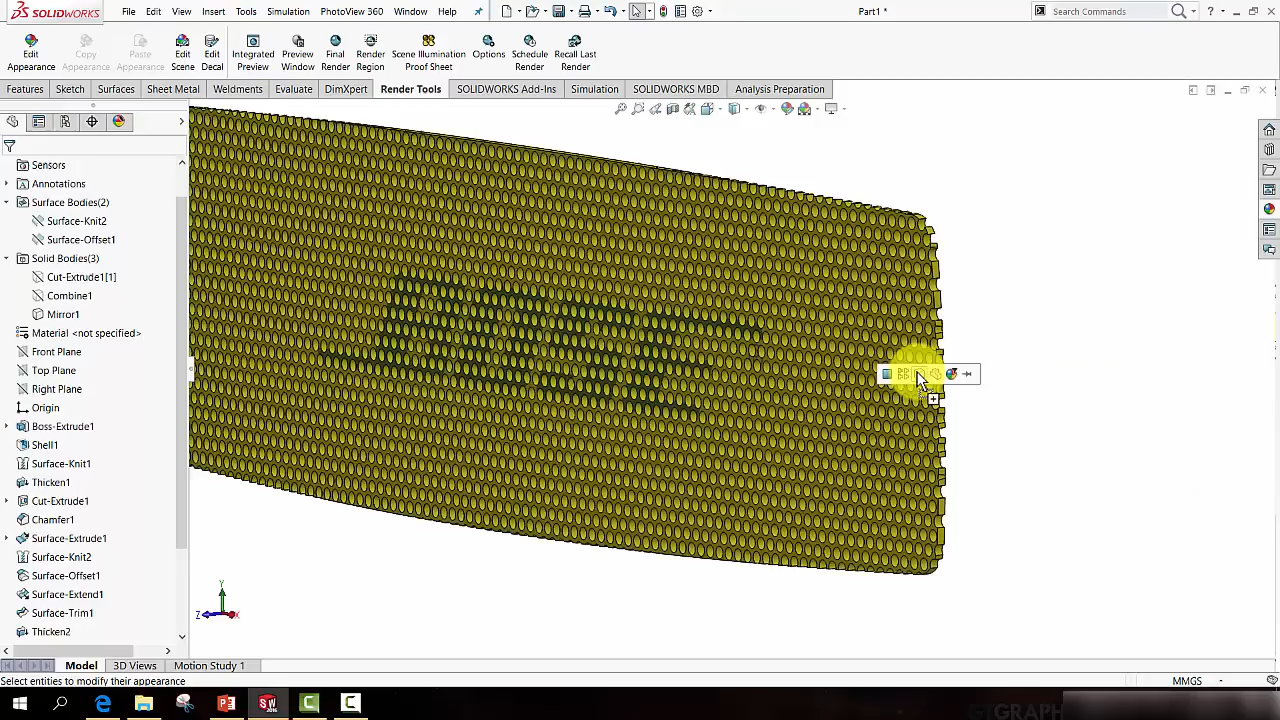 SOLIDWORKS File Edit View Insert Tools Simulation PhotoView 360 Window Help Part1 * Search Commands ?
Edit Appearance
Copy Appearance
Paste Appearance
Edit Scene
Edit Decal
Integrated Preview
Preview Window
Final Render
Render Region
Scene Illumination Proof Sheet
Options
Schedule Render
Recall Last Render
Features Sketch Surfaces Sheet Metal Weldments Evaluate DimXpert Render Tools SOLIDWORKS Add-Ins Simulation SOLIDWORKS MBD Analysis Preparation
Sensors
Annotations
Surface Bodies(2)
Surface-Knit2
Surface-Offset1
Solid Bodies(3)
Cut-Extrude1[1]
Combine1
Mirror1
Material <not specified>
Front Plane
Top Plane
Right Plane
Origin
Boss-Extrude1
Shell1
Surface-Knit1
Thicken1
Cut-Extrude1
Chamfer1
Surface-Extrude1
Surface-Knit2
Surface-Offset1
Surface-Extend1
Surface-Trim1
Thicken2
Y
Z X
Model 3D Views Motion Study 1
Select entities to modify their appearance MMGS